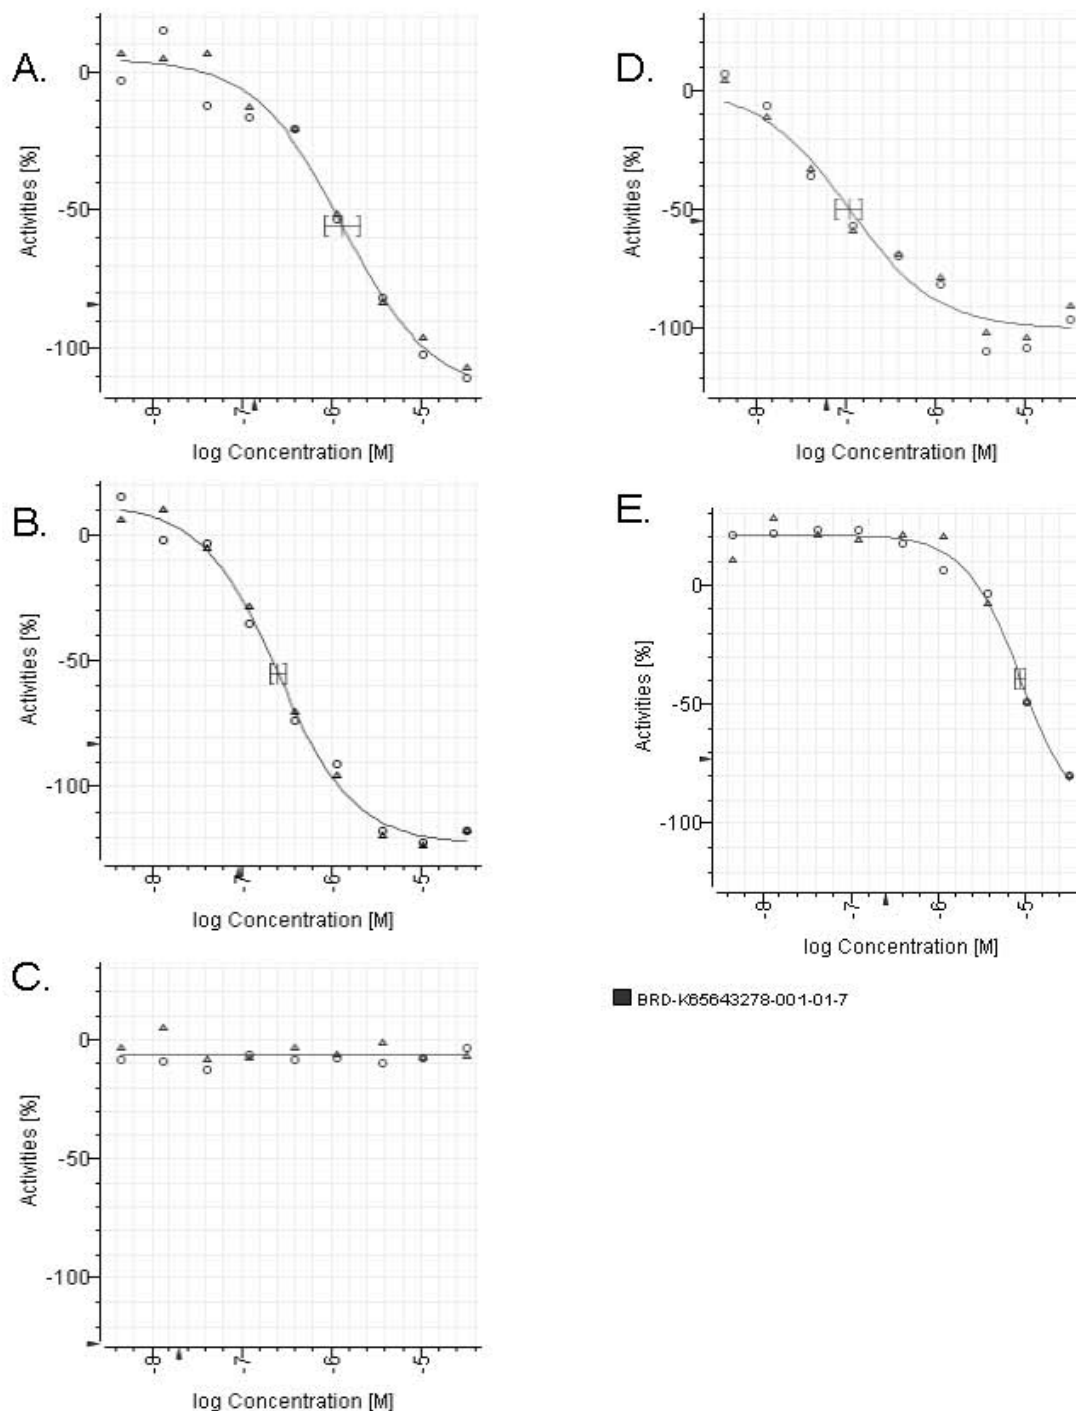 A.
0
-50
-100
Activities [%]
-8 -7 -6 -5
log Concentration [M]
B.
0
-50
-100
Activities [%]
-8 -7 -6 -5
log Concentration [M]
C.
0
-50
-100
Activities [%]
-8 -7 -6 -5
log Concentration [M]
D.
0
-50
-100
Activities [%]
-8 -7 -6 -5
log Concentration [M]
E.
0
-50
-100
Activities [%]
-8 -7 -6 -5
log Concentration [M]
BRD-K65643278-001-01-7